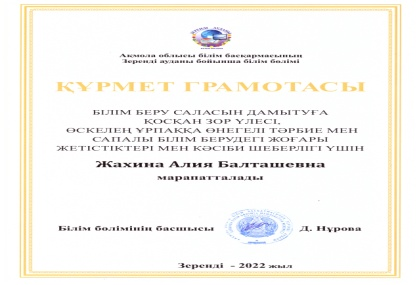 Ақмола облысы білім басқармасының
Зеренді ауданы бойынша білім бөлімі
ҚҰРМЕТ ГРАМОТАСЫ
БІЛІМ БЕРУ САЛАСЫН ДАМЫТУҒА
ҚОСҚАН ЗОР ҮЛЕСІ,
ӨСКЕЛЕҢ ҰРПАҚҚА ӨНЕГЕЛІ ТӘРБИЕ МЕН
САПАЛЫ БІЛІМ БЕРУДЕГІ ЖОҒАРЫ
ЖЕТІСТІКТЕРІ МЕН КӘСІБИ ШЕБЕРЛІГІ ҮШІН
Жахина Алия Балташевна
марапатталады
Білім бөлімінің басшысы Д. Нұрова
Зеренді - 2022 жыл